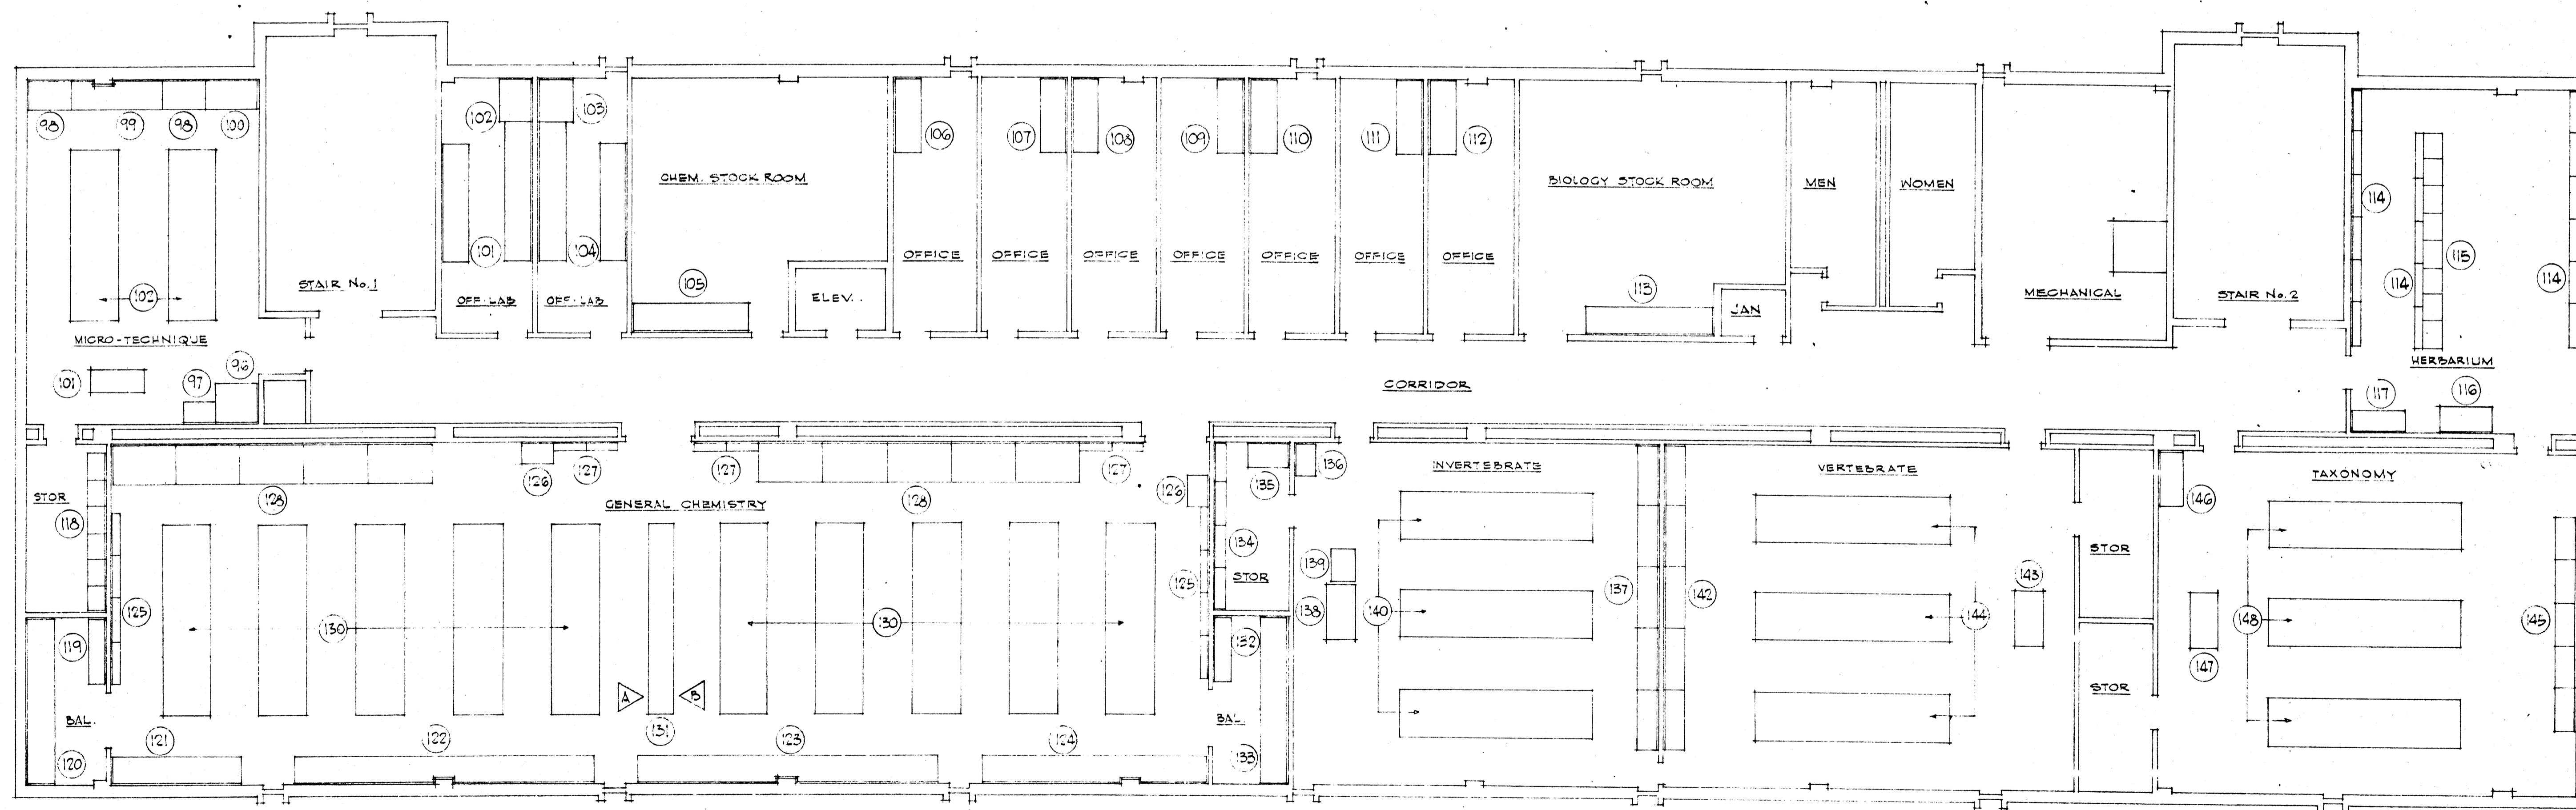 98
99
98
100
102
MICRO-TECHNIQUE
101
97
96
STAIR No.1
102
103
101
104
OFF-LAB
OFF-LAB
CHEM. STOCK ROOM
105
ELEV.
106
OFFICE
107
OFFICE
108
OFFICE
109
OFFICE
110
OFFICE
111
OFFICE
112
OFFICE
BIOLOGY STOCK ROOM
113
JAN
MEN
WOMEN
MECHANICAL
STAIR No.2
114
114
115
114
HERBARIUM
117
116
CORRIDOR
STOR
118
119
BAL.
120
128
126
127
127
128
127
126
GENERAL CHEMISTRY
125
130
130
125
A
B
121
122
131
123
124
135
136
134
STOR
132
BAL.
133
INVERTEBRATE
139
138
140
137
VERTEBRATE
142
144
143
STOR
STOR
146
TAXONOMY
147
148
145